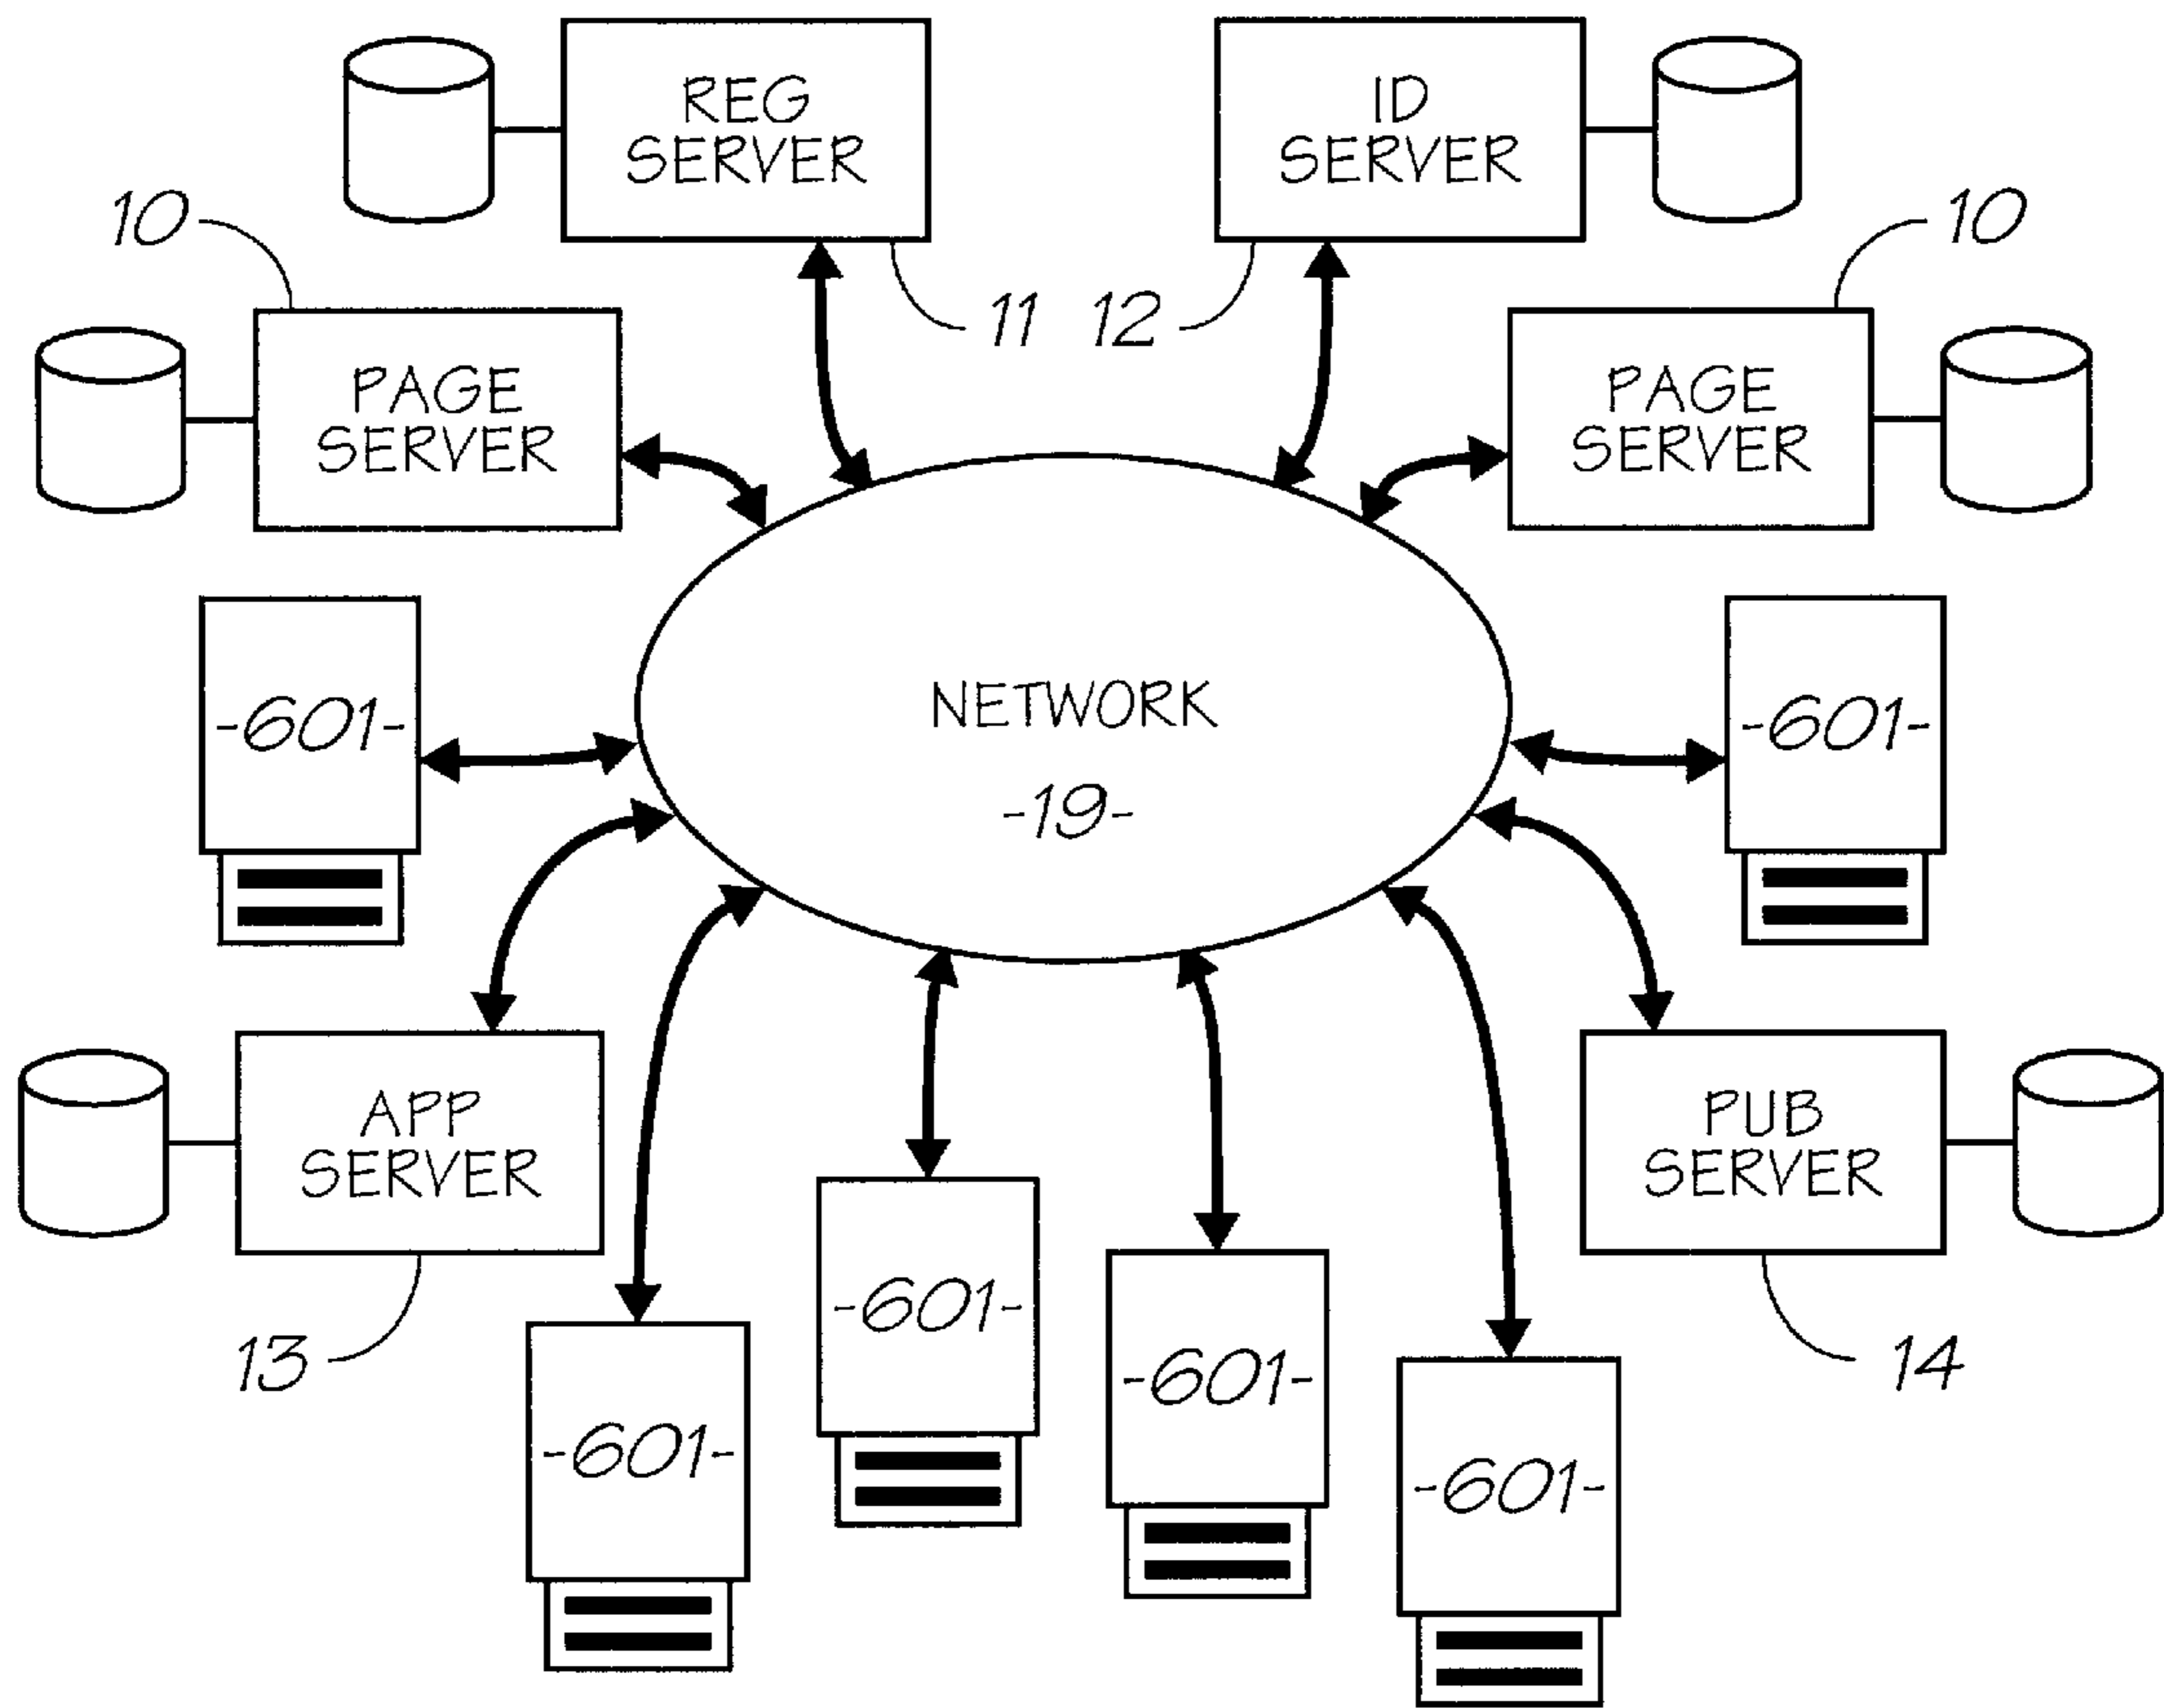 REG
SERVER
ID
SERVER
10
10
11
12
PAGE
SERVER
PAGE
SERVER
-601-
NETWORK
-19-
-601-
APP
SERVER
PUB
SERVER
-601-
-601-
13
14
-601-
-601-